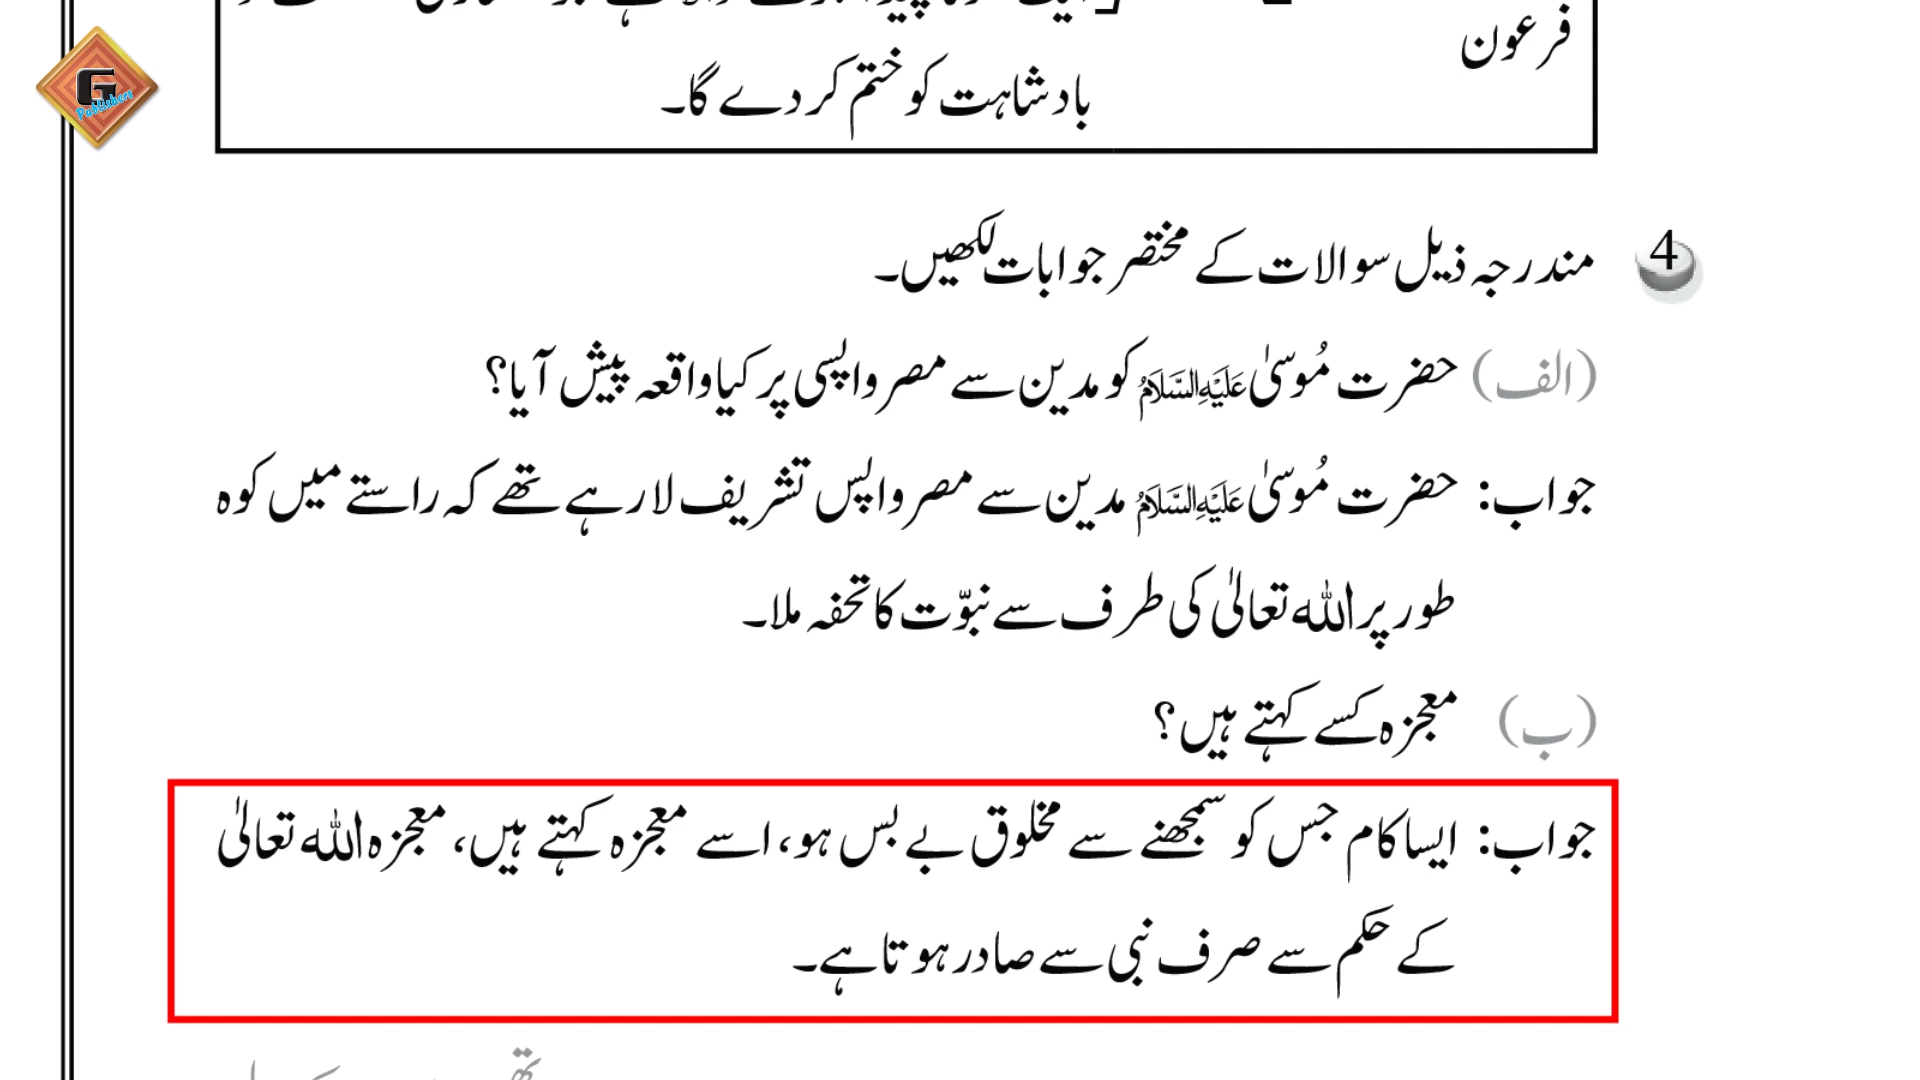 فرعون
بادشاہت کو ختم کر دے گا۔
4 مندرجہ ذیل سوالات کے مختصر جوابات لکھیں۔
(الف) حضرت مُوسیٰ عَلَیْہِ السَّلَامُ کو مدین سے مصر واپسی پر کیا واقعہ پیش آیا؟
جواب: حضرت مُوسیٰ عَلَیْہِ السَّلَامُ مدین سے مصر واپس تشریف لا رہے تھے کہ راستے میں کوہ
طور پر اللہ تعالیٰ کی طرف سے نبوّت کا تحفہ ملا۔
(ب) معجزہ کسے کہتے ہیں؟
جواب: ایسا کام جس کو سمجھنے سے مخلوق بے بس ہو، اسے معجزہ کہتے ہیں، معجزہ اللہ تعالیٰ
کے حکم سے صرف نبی سے صادر ہوتا ہے۔
G Publishers